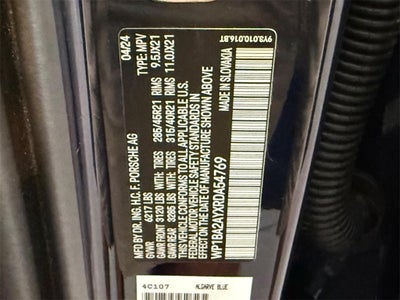 9Y3.010.016.BT
MFD BY DR. ING. H.C. F. PORSCHE AG 04/24
GVWR 6217 LBS TYPE: MPV
GAWR FRONT 3120 LBS TIRES 285/45R21 RIMS 9.5JX21
GAWR REAR 3285 LBS TIRES 315/40R21 RIMS 11.0JX21
THIS VEHICLE CONFORMS TO ALL APPLICABLE U.S.
FEDERAL MOTOR VEHICLE SAFETY STANDARDS IN
EFFECT ON THE DATE OF MANUFACTURE SHOWN ABOVE
WP1BA2AYXRDA54769 MADE IN SLOVAKIA
4C107 ALGARVE BLUE